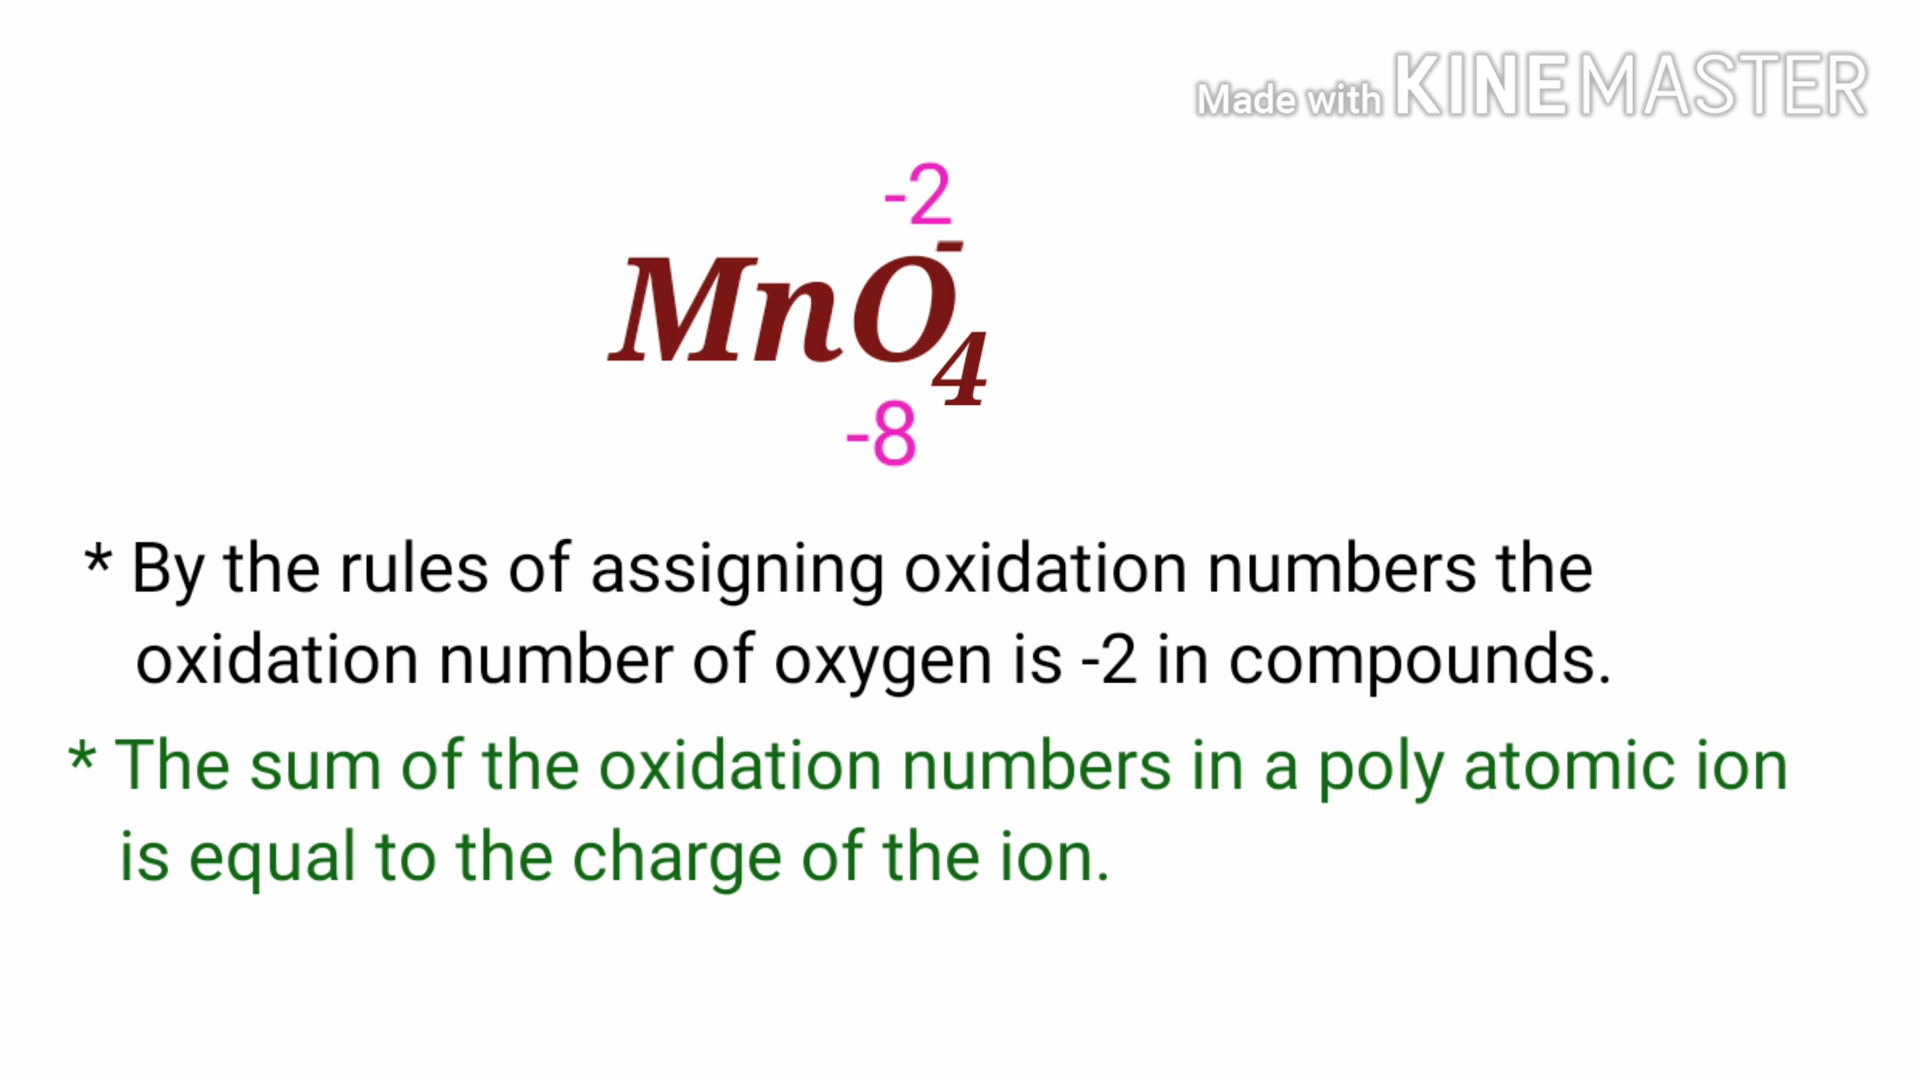 Made with KINEMASTER
-2
MnO₄⁻
-8
* By the rules of assigning oxidation numbers the
oxidation number of oxygen is -2 in compounds.
* The sum of the oxidation numbers in a poly atomic ion
is equal to the charge of the ion.